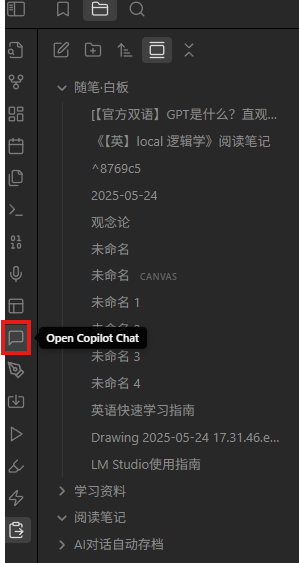 随笔·白板
[【官方双语】GPT是什么？直观...
《【英】local 逻辑学》阅读笔记
^8769c5
2025-05-24
观念论
未命名
未命名 CANVAS
未命名 1
Open Copilot Chat
未命名 3
未命名 4
英语快速学习指南
Drawing 2025-05-24 17.31.46.e...
LM Studio使用指南
学习资料
阅读笔记
AI对话自动存档